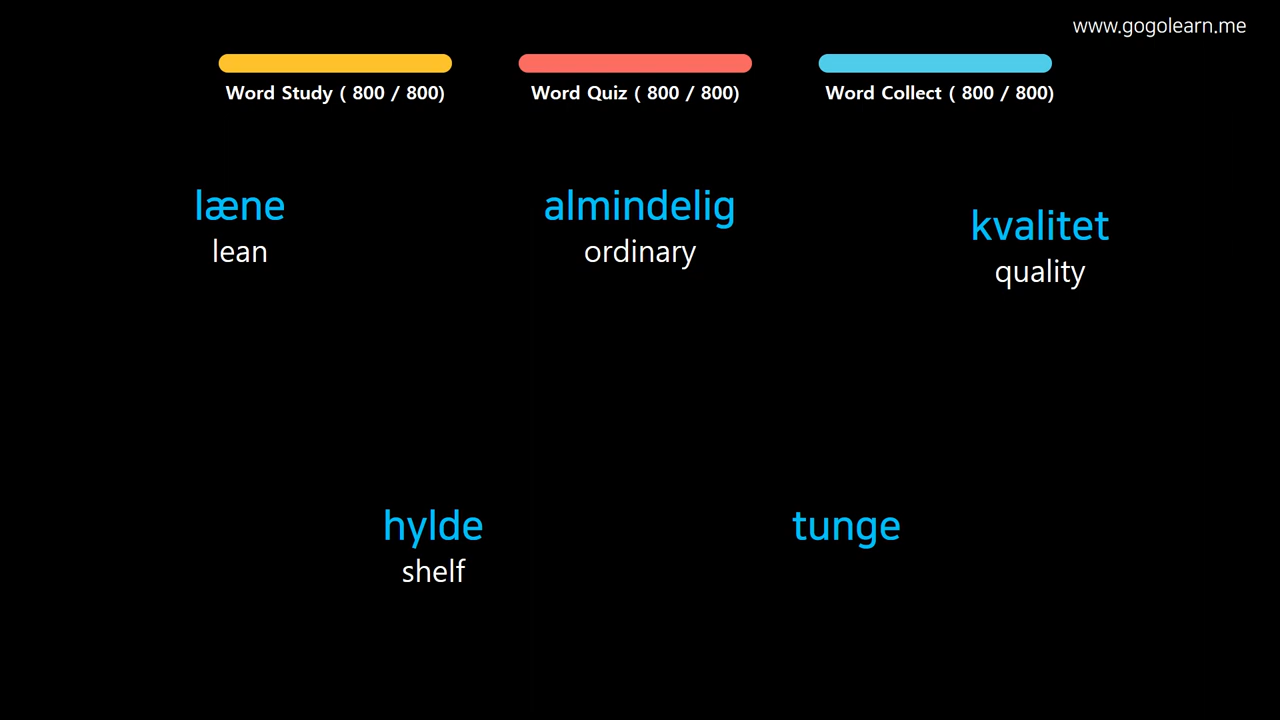 www.gogolearn.me
Word Study ( 800 / 800)
Word Quiz ( 800 / 800)
Word Collect ( 800 / 800)
læne
lean
almindelig
ordinary
kvalitet
quality
hylde
shelf
tunge